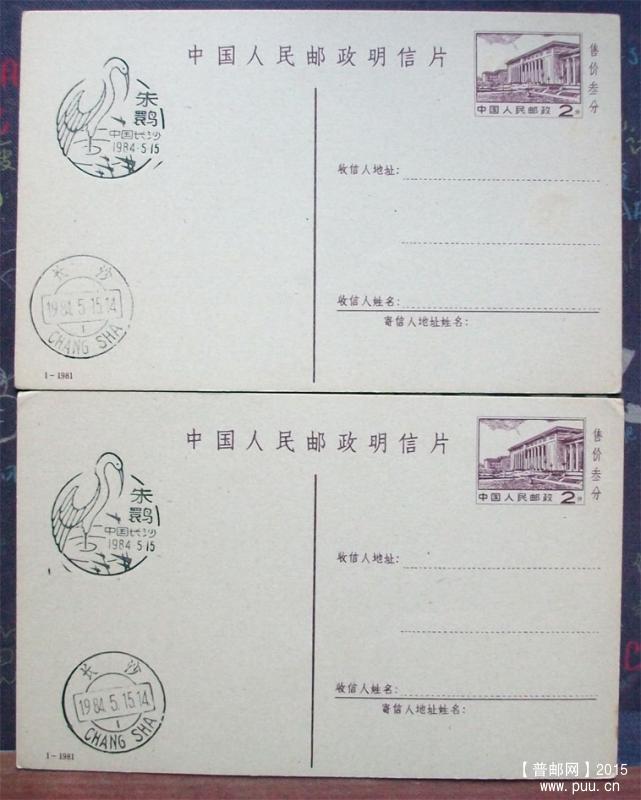 中国人民邮政明信片
中国人民邮政 2分
售价叁分
朱鹮
中国长沙
1984·5·15
收信人地址:
收信人姓名:
寄信人地址姓名:
长沙
1984.5.15.14
1
CHANG SHA
1-1981
中国人民邮政明信片
中国人民邮政 2分
售价叁分
朱鹮
中国长沙
1984·5·15
收信人地址:
收信人姓名:
寄信人地址姓名:
长沙
1984.5.15.14
1
CHANG SHA
1-1981
【普邮网】2015
www.puu.cn